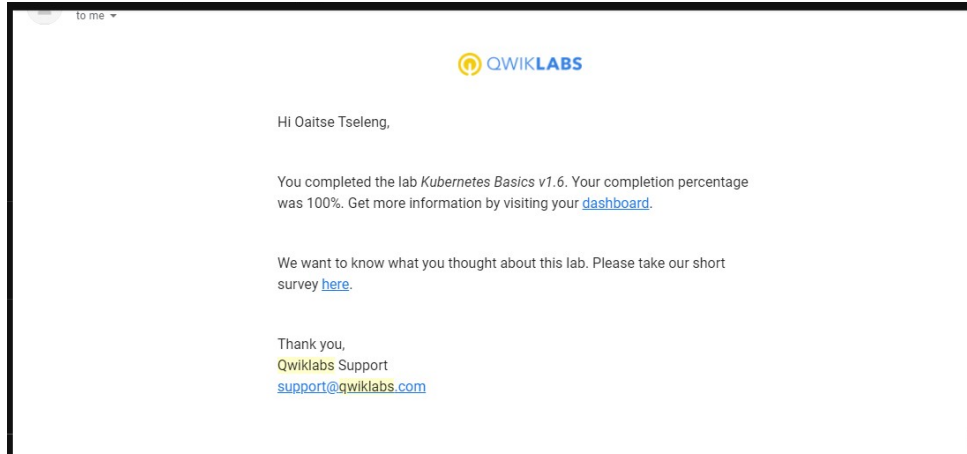 to me
QWIKLABS
Hi Oaitse Tseleng,
You completed the lab Kubernetes Basics v1.6. Your completion percentage
was 100%. Get more information by visiting your dashboard.
We want to know what you thought about this lab. Please take our short
survey here.
Thank you,
Qwiklabs Support
support@qwiklabs.com